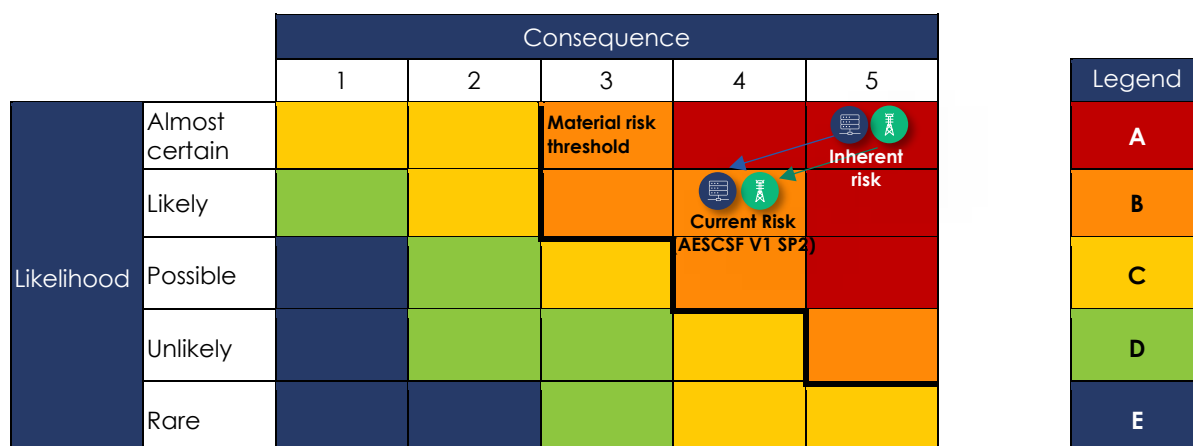 Consequence
1 2 3 4 5
Legend
Likelihood
Almost
certain
Material risk
threshold
Inherent
risk
A
Likely
Current Risk
(AESCSF V1 SP2)
B
Possible
C
Unlikely
D
Rare
E